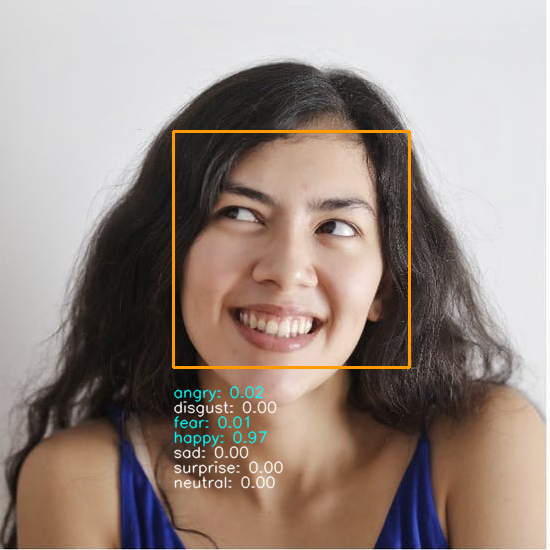 angry: 0.02
disgust: 0.00
fear: 0.01
happy: 0.97
sad: 0.00
surprise: 0.00
neutral: 0.00